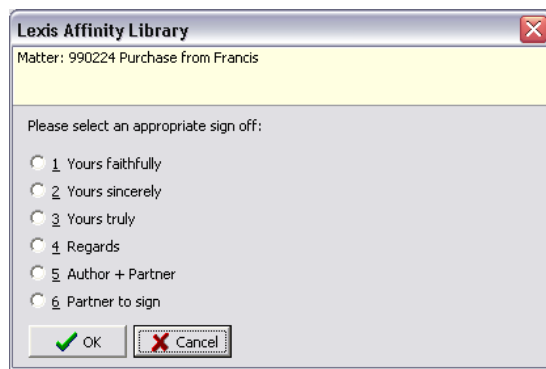 Lexis Affinity Library
Matter: 990224 Purchase from Francis
Please select an appropriate sign off:
1 Yours faithfully
2 Yours sincerely
3 Yours truly
4 Regards
5 Author + Partner
6 Partner to sign
OK Cancel